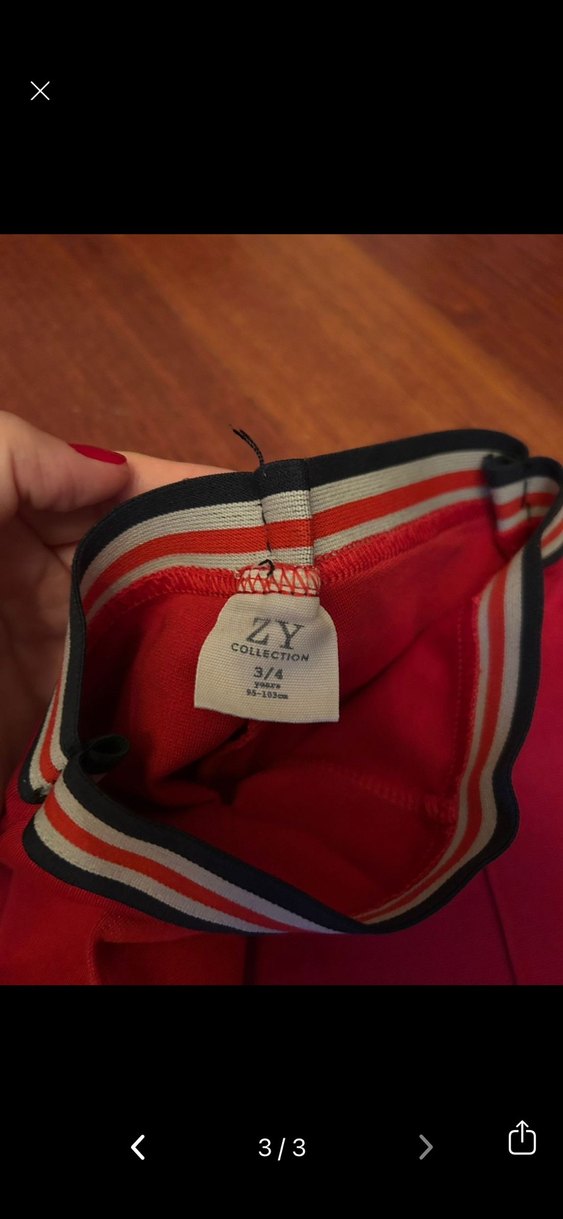 ZY
COLLECTION
3/4
years
95-103cm
3/3